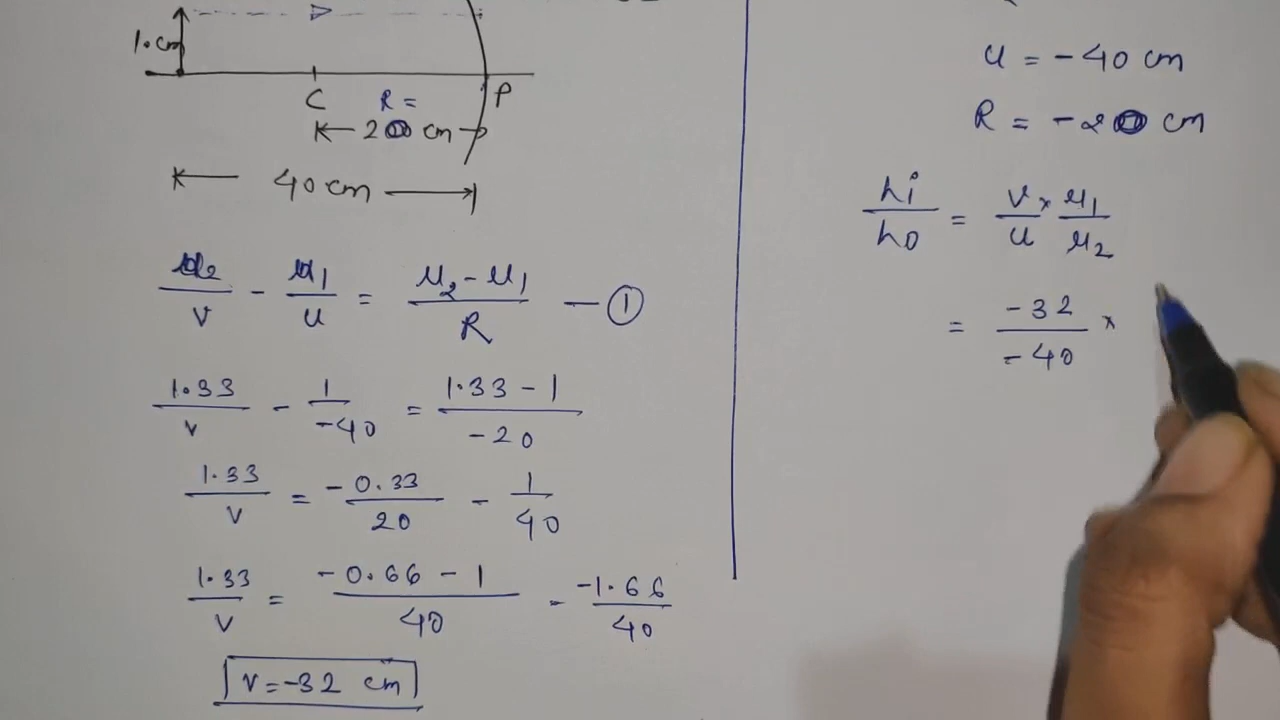 1.cm
C R = P
20 cm
40 cm
μ2/v - μ1/u = μ2-μ1/R — ①
1.33/v - 1/-40 = 1.33-1/-20
1.33/v = -0.33/20 - 1/40
1.33/v = -0.66-1/40 - -1.66/40
v=-32 cm
u = -40 cm
R = -20 cm
hi/ho = v/u × μ1/μ2
= -32/-40 ×